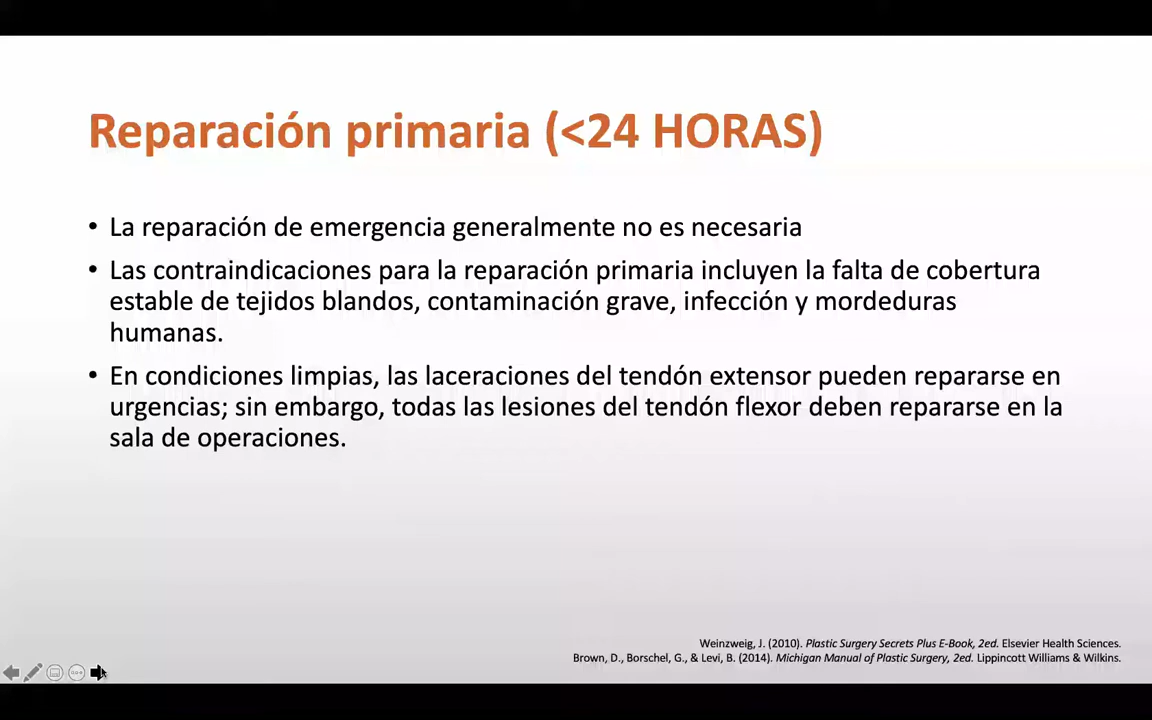 Reparación primaria (<24 HORAS)
• La reparación de emergencia generalmente no es necesaria
• Las contraindicaciones para la reparación primaria incluyen la falta de cobertura
estable de tejidos blandos, contaminación grave, infección y mordeduras
humanas.
• En condiciones limpias, las laceraciones del tendón extensor pueden repararse en
urgencias; sin embargo, todas las lesiones del tendón flexor deben repararse en la
sala de operaciones.
Weinzweig, J. (2010). Plastic Surgery Secrets Plus E-Book, 2ed. Elsevier Health Sciences.
Brown, D., Borschel, G., & Levi, B. (2014). Michigan Manual of Plastic Surgery, 2ed. Lippincott Williams & Wilkins.